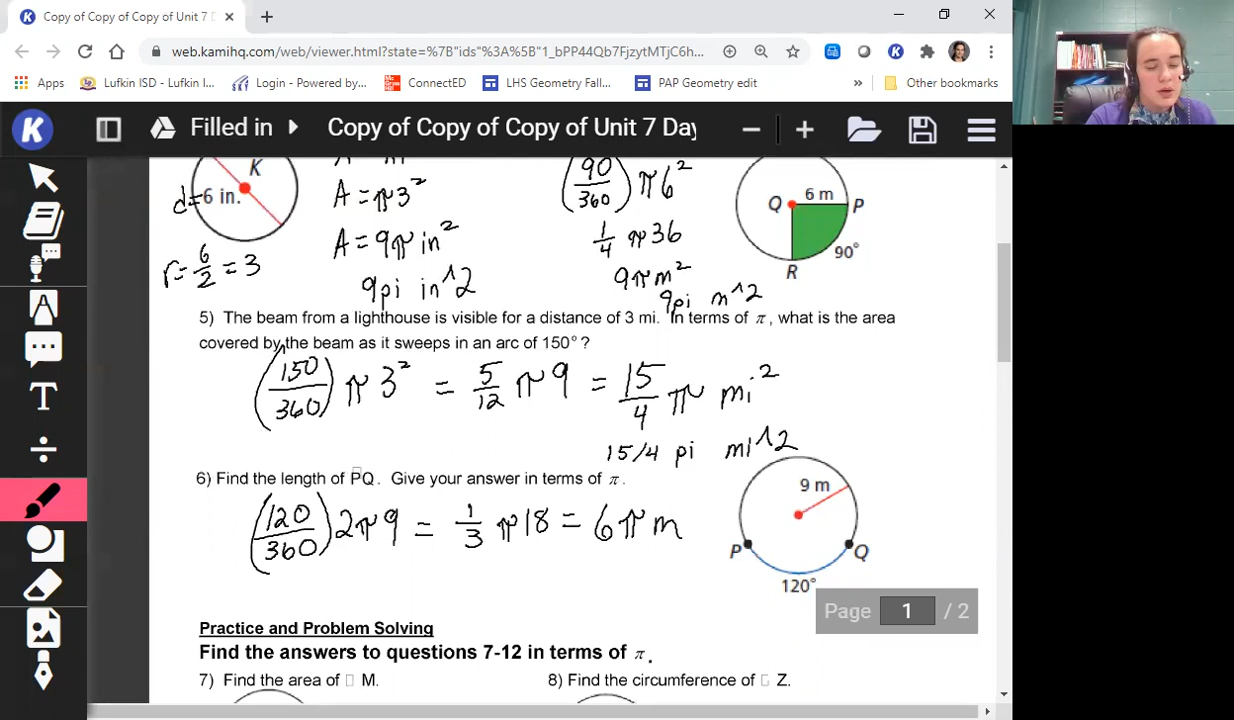 Copy of Copy of Copy of Unit 7 D
web.kamihq.com/web/viewer.html?state=%7B"ids"%3A%5B"1_bPP44Qb7FjzytMTjC6h...
Apps Lufkin ISD - Lufkin I... Login - Powered by... ConnectED LHS Geometry Fall... PAP Geometry edit Other bookmarks
K Filled in Copy of Copy of Copy of Unit 7 Day
K
d = 6 in.
r = 6/2 = 3
A = π3²
A = 9π in²
9pi in^2
(90/360) π6²
1/4 π36
9πm²
9pi m^2
6 m
Q P
R 90°
5) The beam from a lighthouse is visible for a distance of 3 mi. In terms of π, what is the area
covered by the beam as it sweeps in an arc of 150°?
(150/360) π 3² = 5/12 π 9 = 15/4 π mi²
15/4 pi mi^2
6) Find the length of PQ. Give your answer in terms of π.
(120/360) 2π9 = 1/3 π18 = 6πm
9 m
P Q
120°
Page 1 / 2
Practice and Problem Solving
Find the answers to questions 7-12 in terms of π.
7) Find the area of □ M. 8) Find the circumference of □ Z.